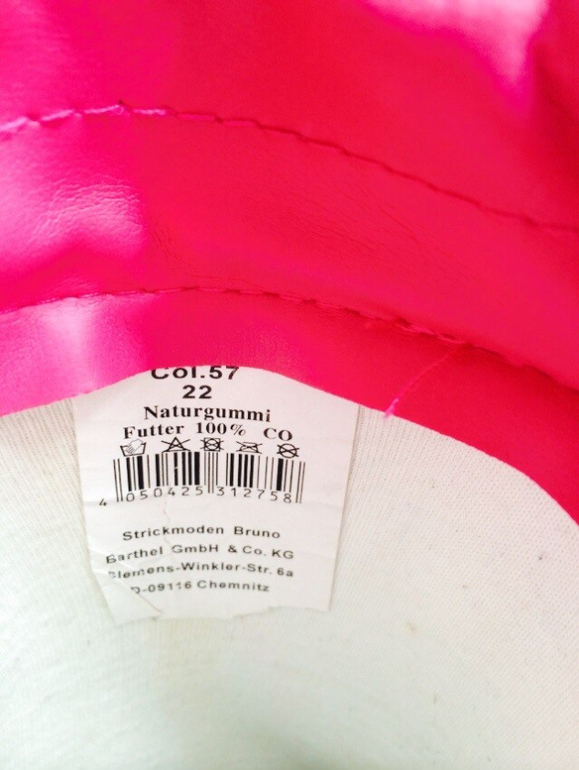 Col.57
22
Naturgummi
Futter 100% CO
4 050425 312758
Strickmoden Bruno
Barthel GmbH & Co. KG
Clemens-Winkler-Str. 6a
D-09116 Chemnitz